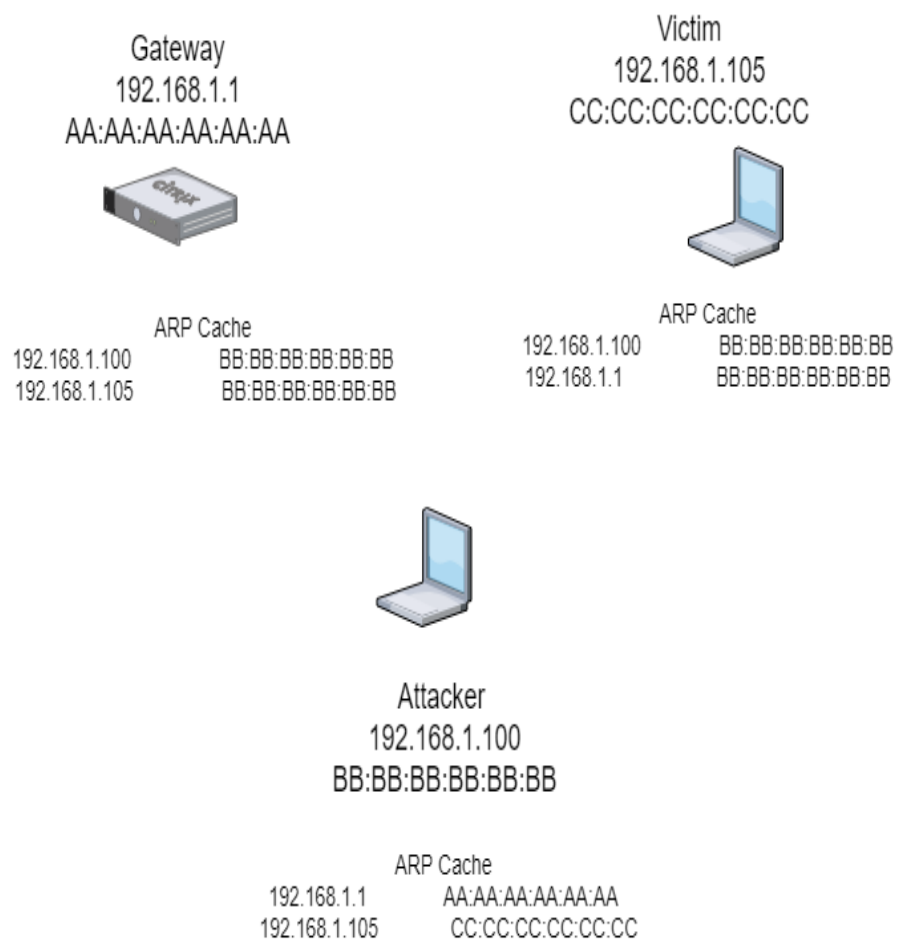 Gateway
192.168.1.1
AA:AA:AA:AA:AA:AA
citrix
ARP Cache
192.168.1.100 BB:BB:BB:BB:BB:BB
192.168.1.105 BB:BB:BB:BB:BB:BB
Victim
192.168.1.105
CC:CC:CC:CC:CC:CC
ARP Cache
192.168.1.100 BB:BB:BB:BB:BB:BB
192.168.1.1 BB:BB:BB:BB:BB:BB
Attacker
192.168.1.100
BB:BB:BB:BB:BB:BB
ARP Cache
192.168.1.1 AA:AA:AA:AA:AA:AA
192.168.1.105 CC:CC:CC:CC:CC:CC